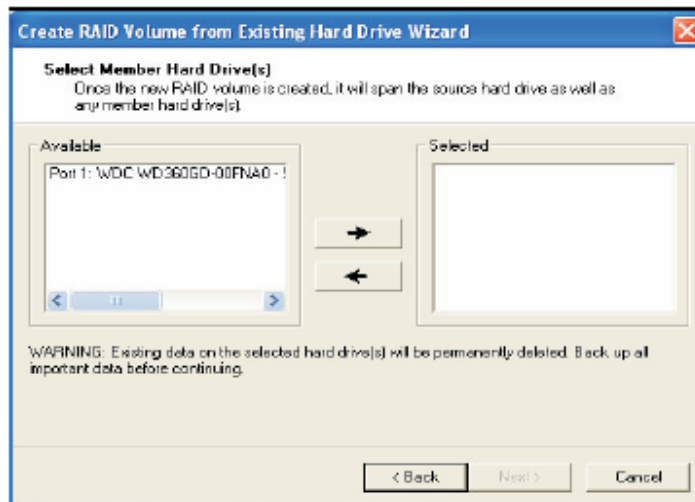 Create RAID Volume from Existing Hard Drive Wizard
Select Member Hard Drive(s)
Once the new RAID volume is created, it will span the source hard drive as well as
any member hard drive(s).
Available
Selected
Port 1: WDC WD360GD-00FNA0 -
WARNING: Existing data on the selected hard drive(s) will be permanently deleted. Back up all
important data before continuing.
< Back
Next >
Cancel